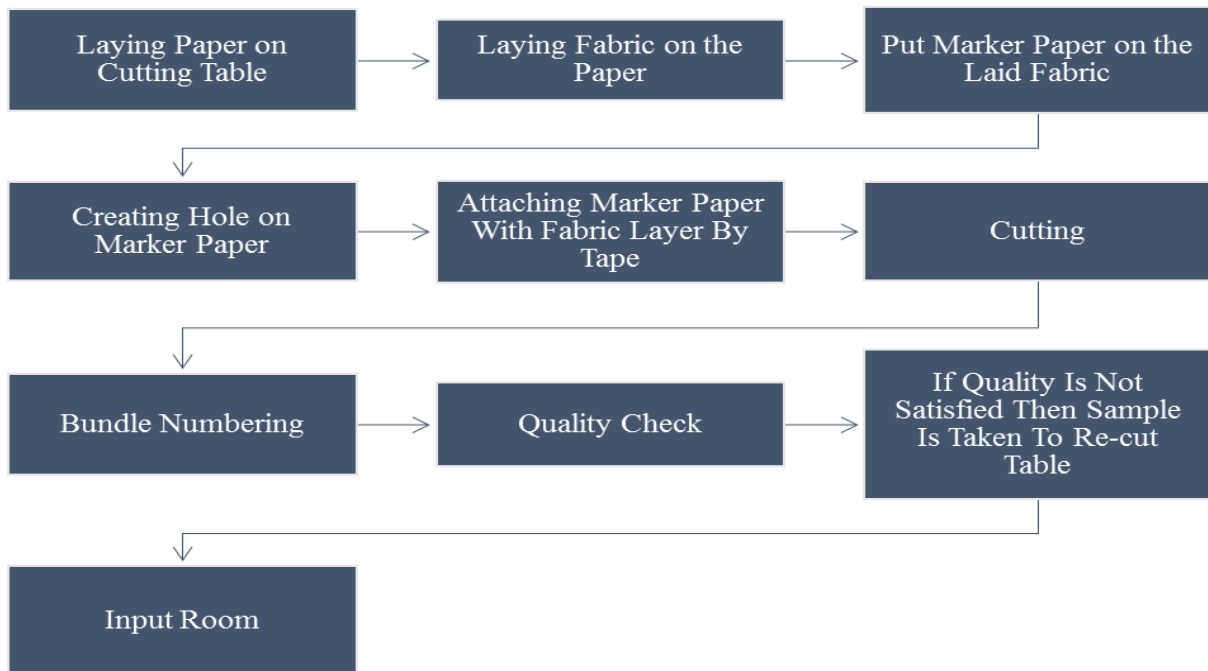 Laying Paper on
Cutting Table
Laying Fabric on the
Paper
Put Marker Paper on the
Laid Fabric
Creating Hole on
Marker Paper
Attaching Marker Paper
With Fabric Layer By
Tape
Cutting
Bundle Numbering
Quality Check
If Quality Is Not
Satisfied Then Sample
Is Taken To Re-cut
Table
Input Room